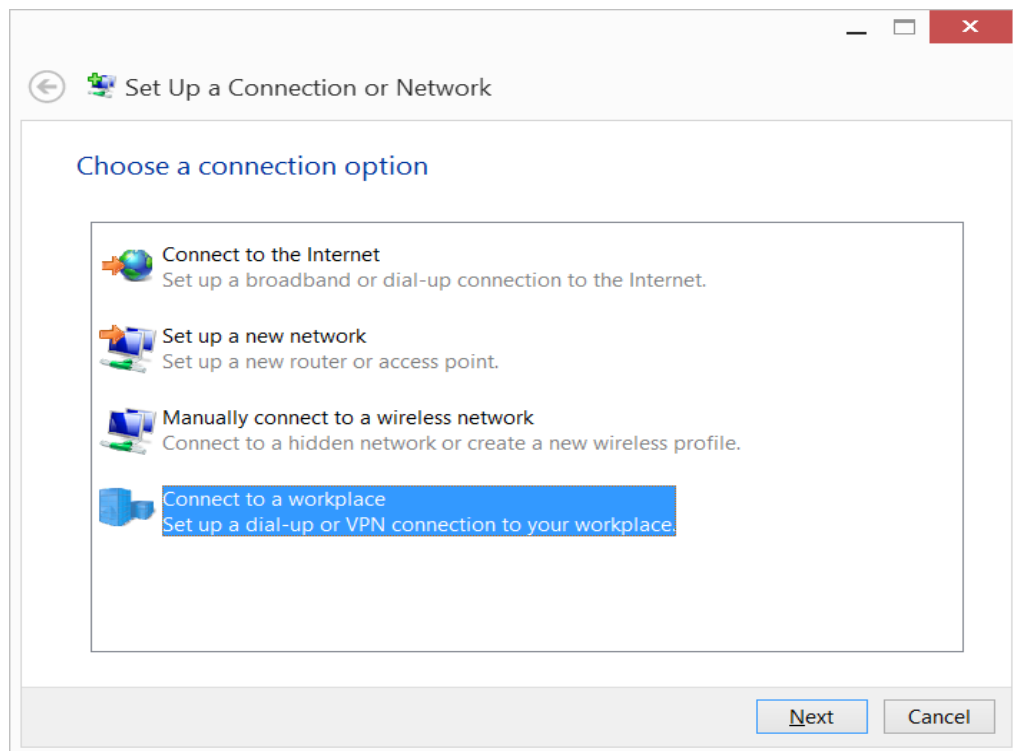 Set Up a Connection or Network
Choose a connection option
Connect to the Internet
Set up a broadband or dial-up connection to the Internet.
Set up a new network
Set up a new router or access point.
Manually connect to a wireless network
Connect to a hidden network or create a new wireless profile.
Connect to a workplace
Set up a dial-up or VPN connection to your workplace.
Next Cancel